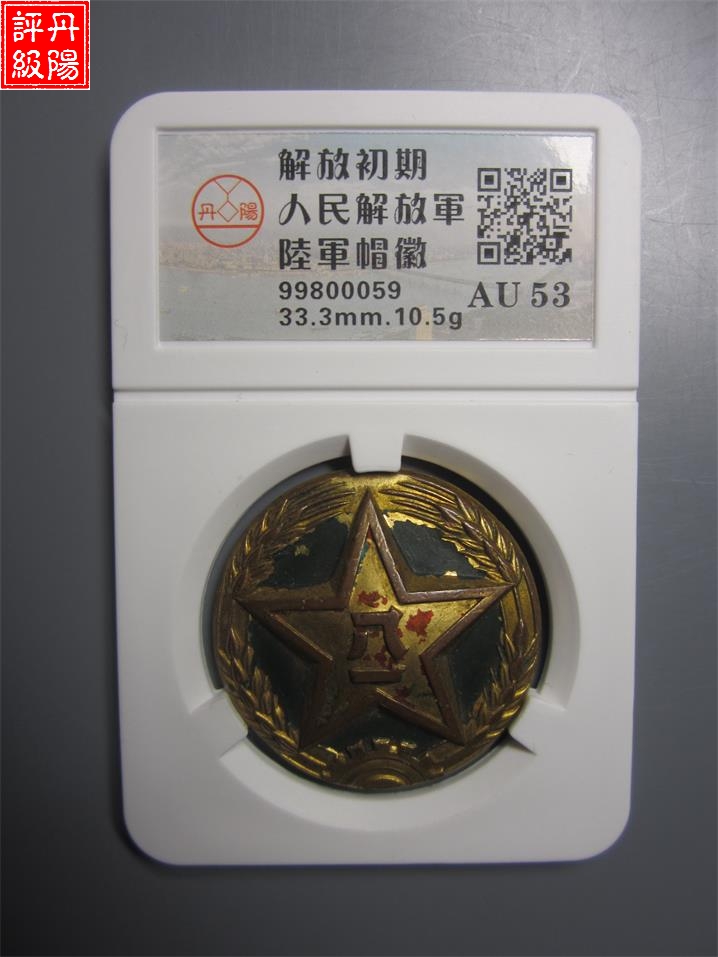 丹陽
評級
解放初期
人民解放軍
陸軍帽徽
99800059
33.3mm.10.5g
AU 53
丹陽
八一